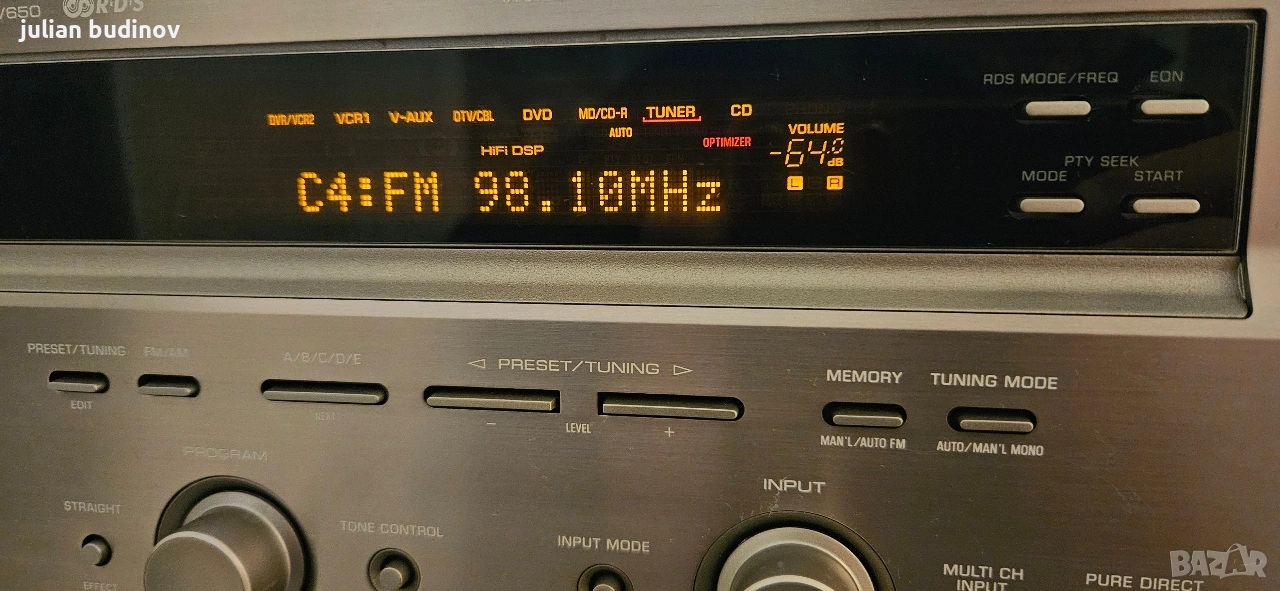 V650 R·D·S
julian budinov
RDS MODE/FREQ EON
DVR/VCR2 VCR1 V-AUX DTV/CBL DVD MD/CD-R TUNER CD
AUTO
HiFi DSP OPTIMIZER VOLUME
-64.0 dB
L R
C4:FM 98.10MHz
PTY SEEK
MODE START
PRESET/TUNING FM/AM A/B/C/D/E ◁ PRESET/TUNING ▷ MEMORY TUNING MODE
EDIT NEXT − LEVEL + MAN'L/AUTO FM AUTO/MAN'L MONO
PROGRAM INPUT
STRAIGHT TONE CONTROL INPUT MODE
EFFECT MULTI CH INPUT PURE DIRECT
BAZAR